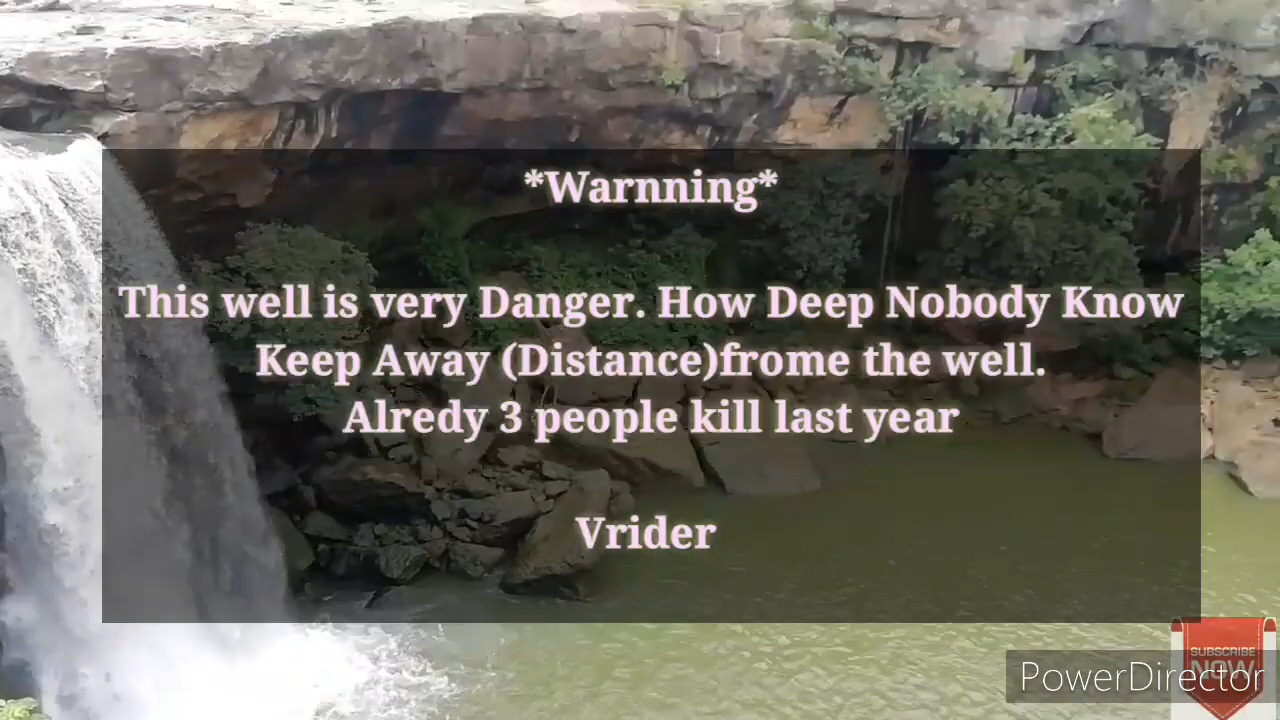 *Warnning*
This well is very Danger. How Deep Nobody Know
Keep Away (Distance)frome the well.
Alredy 3 people kill last year
Vrider
SUBSCRIBE
NOW
PowerDirector